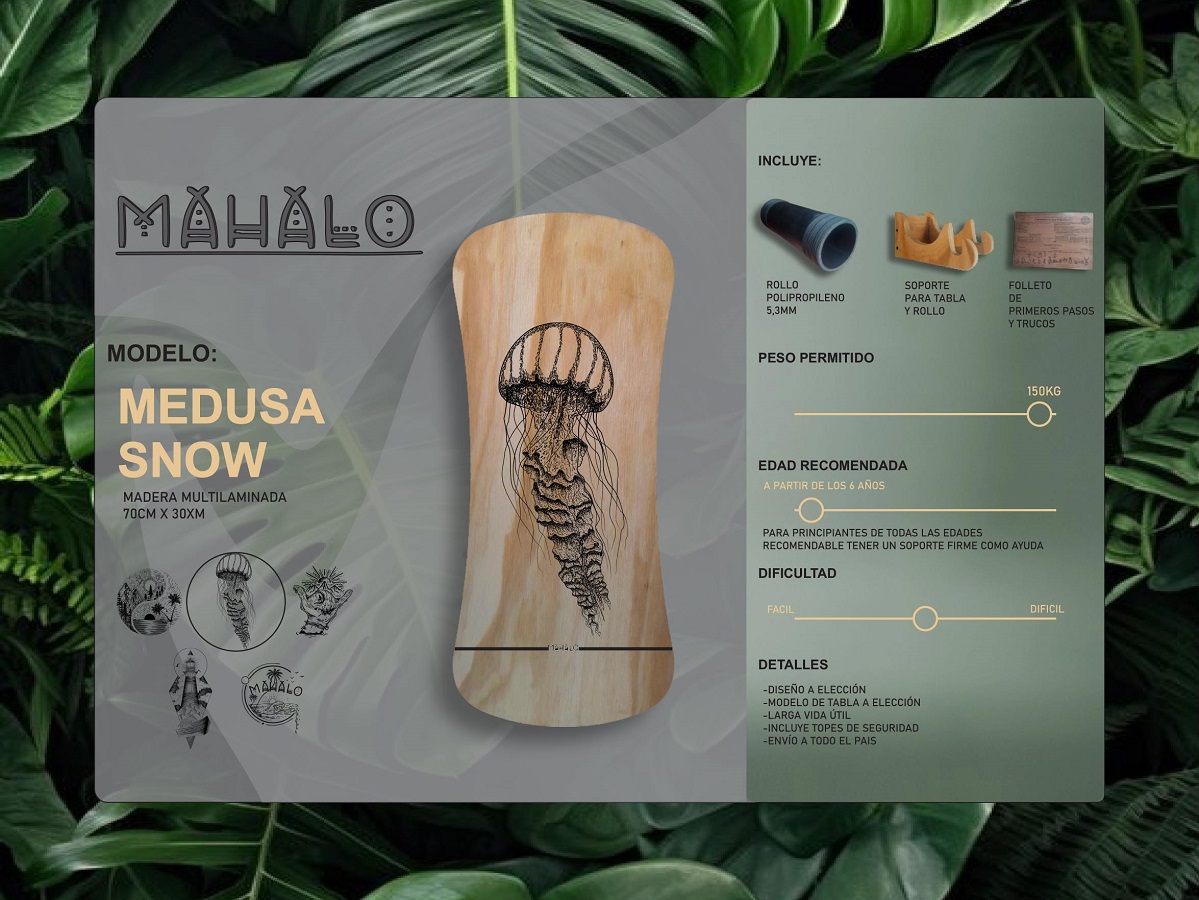 MAHALO
MODELO:
MEDUSA
SNOW
MADERA MULTILAMINADA
70CM X 30XM
MAHALO
INCLUYE:
ROLLO
POLIPROPILENO
5,3MM
SOPORTE
PARA TABLA
Y ROLLO
FOLLETO
DE
PRIMEROS PASOS
Y TRUCOS
PESO PERMITIDO
150KG
EDAD RECOMENDADA
A PARTIR DE LOS 6 AÑOS
PARA PRINCIPIANTES DE TODAS LAS EDADES
RECOMENDABLE TENER UN SOPORTE FIRME COMO AYUDA
DIFICULTAD
FACIL
DIFICIL
DETALLES
-DISEÑO A ELECCIÓN
-MODELO DE TABLA A ELECCIÓN
-LARGA VIDA ÚTIL
-INCLUYE TOPES DE SEGURIDAD
-ENVÍO A TODO EL PAIS